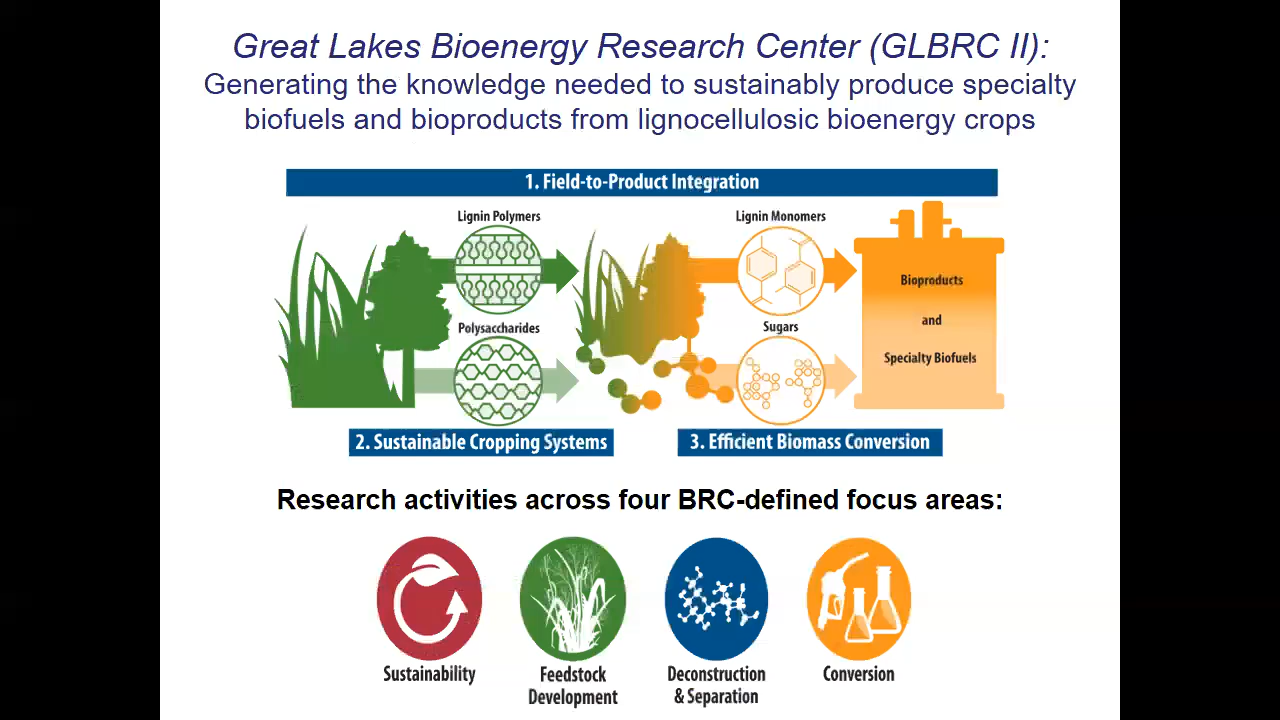 Great Lakes Bioenergy Research Center (GLBRC II):
Generating the knowledge needed to sustainably produce specialty
biofuels and bioproducts from lignocellulosic bioenergy crops
1. Field-to-Product Integration
Lignin Polymers
Lignin Monomers
Bioproducts
and
Specialty Biofuels
Polysaccharides
Sugars
2. Sustainable Cropping Systems
3. Efficient Biomass Conversion
Research activities across four BRC-defined focus areas:
Sustainability
Feedstock
Development
Deconstruction
& Separation
Conversion